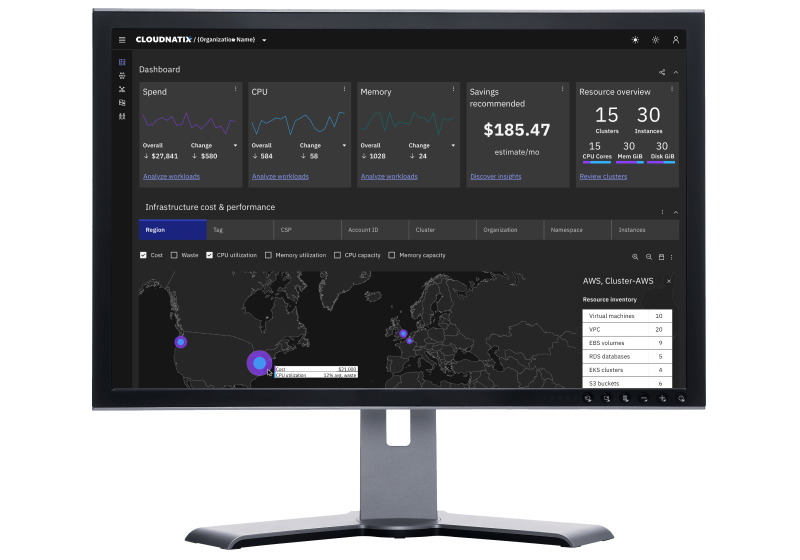 CLOUDNATIX / {Organization Name}
Dashboard
Spend
CPU
Memory
Savings recommended
Resource overview
Overall Change
↓ $27,841 ↓ $580
Analyze workloads
Overall Change
↓ 584 ↓ 58
Analyze workloads
Overall Change
↓ 1028 ↓ 24
Analyze workloads
$185.47
estimate/mo
Discover insights
15 30
Clusters Instances
15 30 30
CPU Cores Mem GiB Disk GiB
Review clusters
Infrastructure cost & performance
Region Tag CSP Account ID Cluster Organization Namespace Instances
Cost Waste CPU utilization Memory utilization CPU capacity Memory capacity
Cost $21,000
CPU utilization 12% avg. waste
AWS, Cluster-AWS
Resource inventory
Virtual machines 10
VPC 20
EBS volumes 9
RDS databases 5
EKS clusters 4
S3 buckets 6